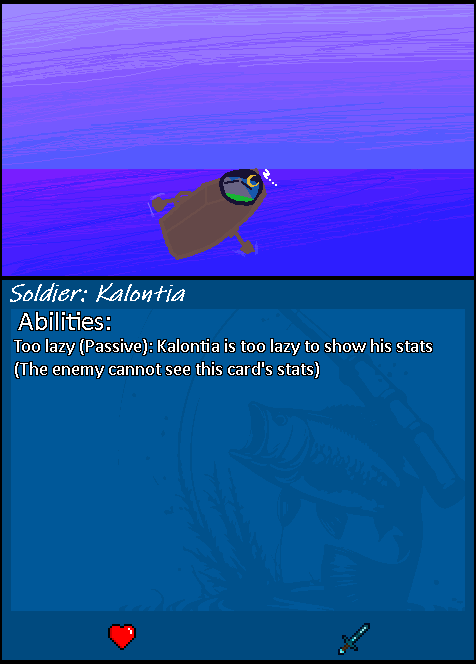 Soldier: Kalontia
Abilities:
Too lazy (Passive): Kalontia is too lazy to show his stats
(The enemy cannot see this card's stats)